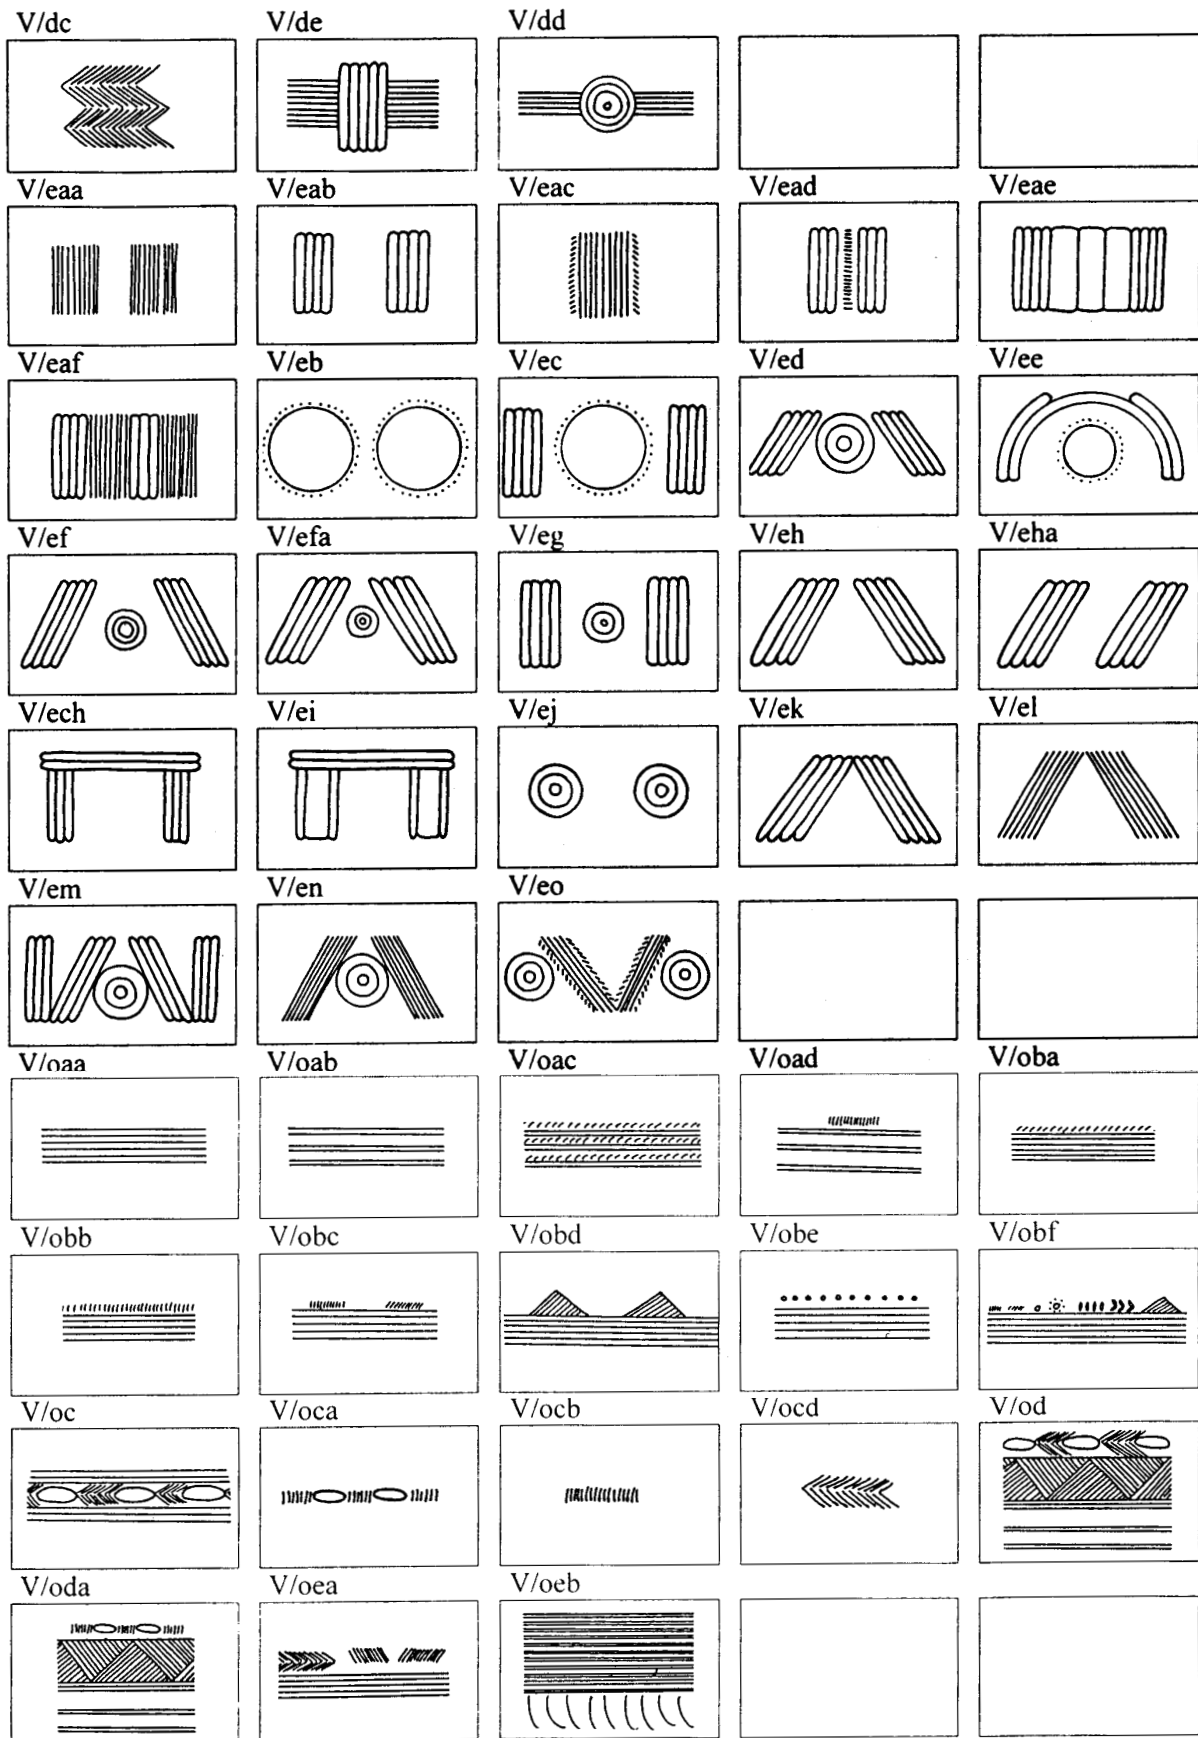 V/dc V/de V/dd
V/eaa V/eab V/eac V/ead V/eae
V/eaf V/eb V/ec V/ed V/ee
V/ef V/efa V/eg V/eh V/eha
V/ech V/ei V/ej V/ek V/el
V/em V/en V/eo
V/oaa V/oab V/oac V/oad V/oba
V/obb V/obc V/obd V/obe V/obf
V/oc V/oca V/ocb V/ocd V/od
V/oda V/oea V/oeb